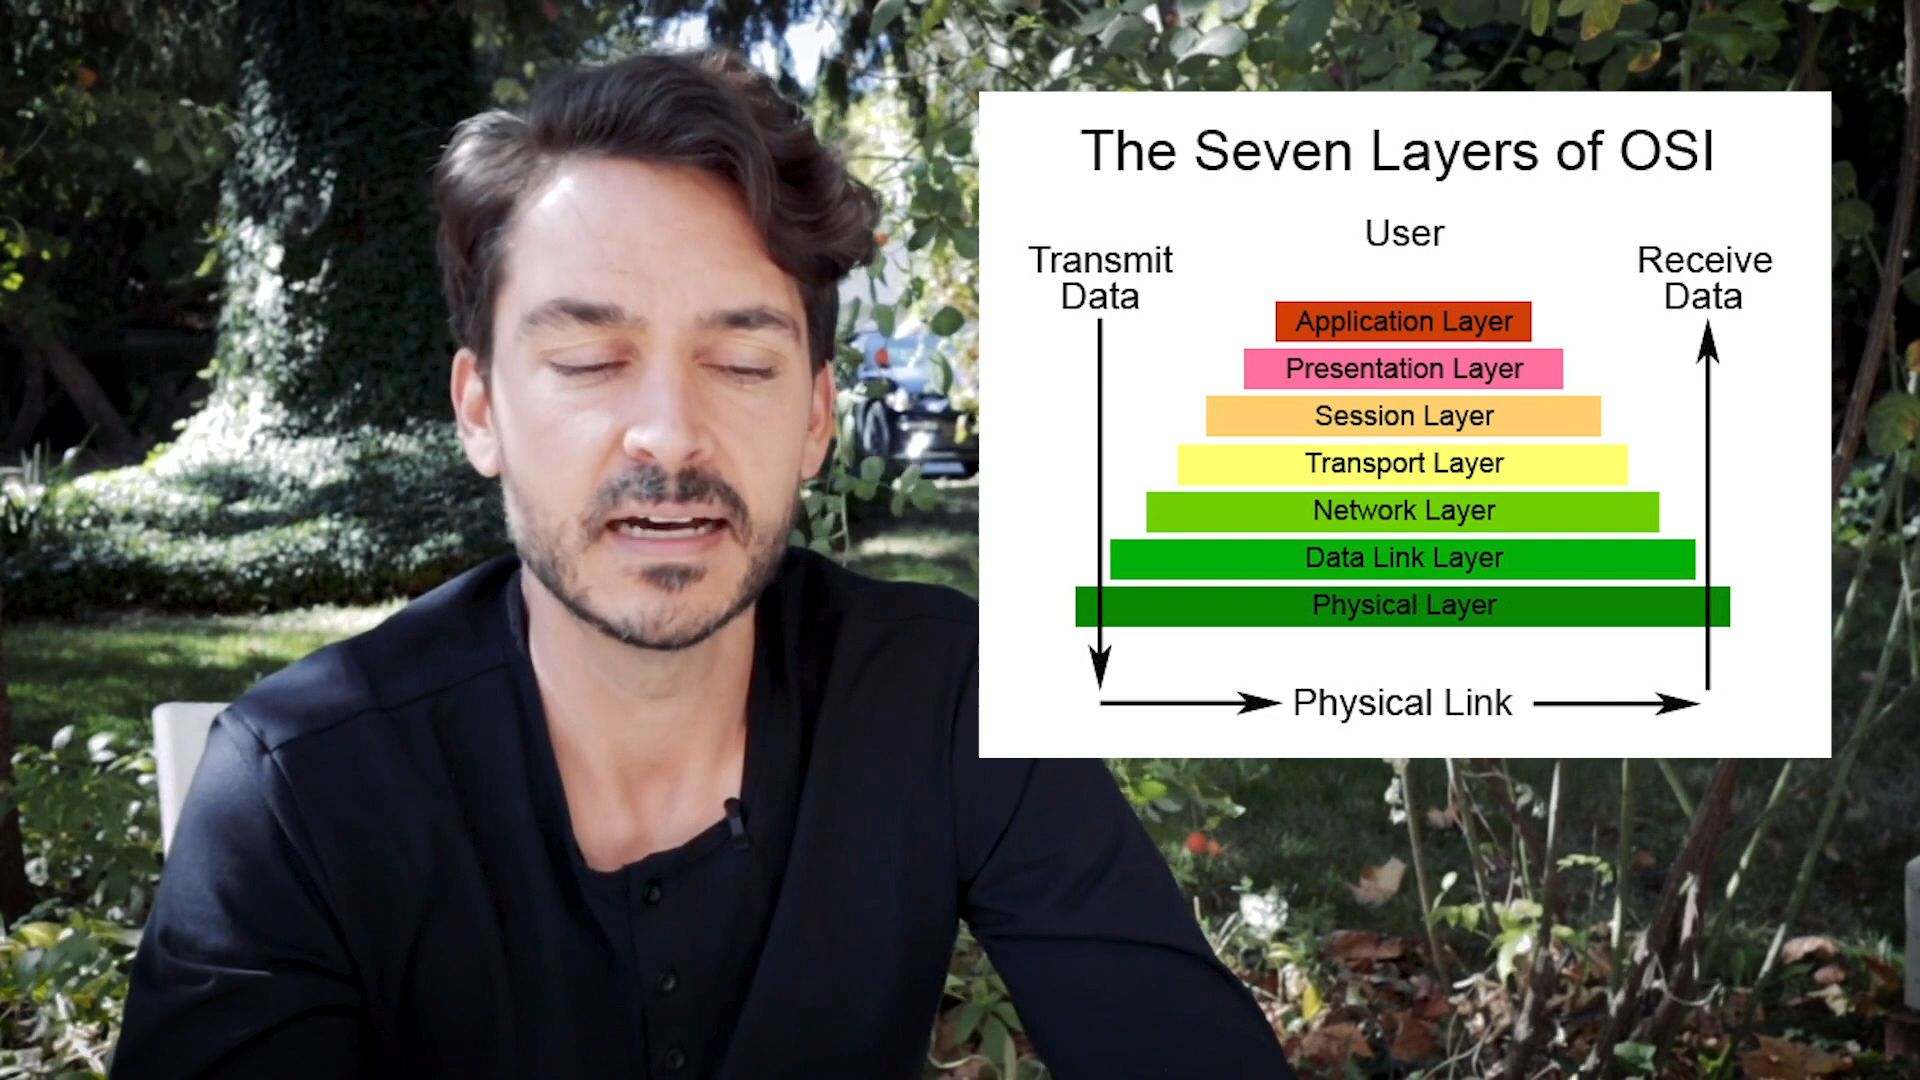 The Seven Layers of OSI
User
Transmit
Data
Receive
Data
Application Layer
Presentation Layer
Session Layer
Transport Layer
Network Layer
Data Link Layer
Physical Layer
Physical Link